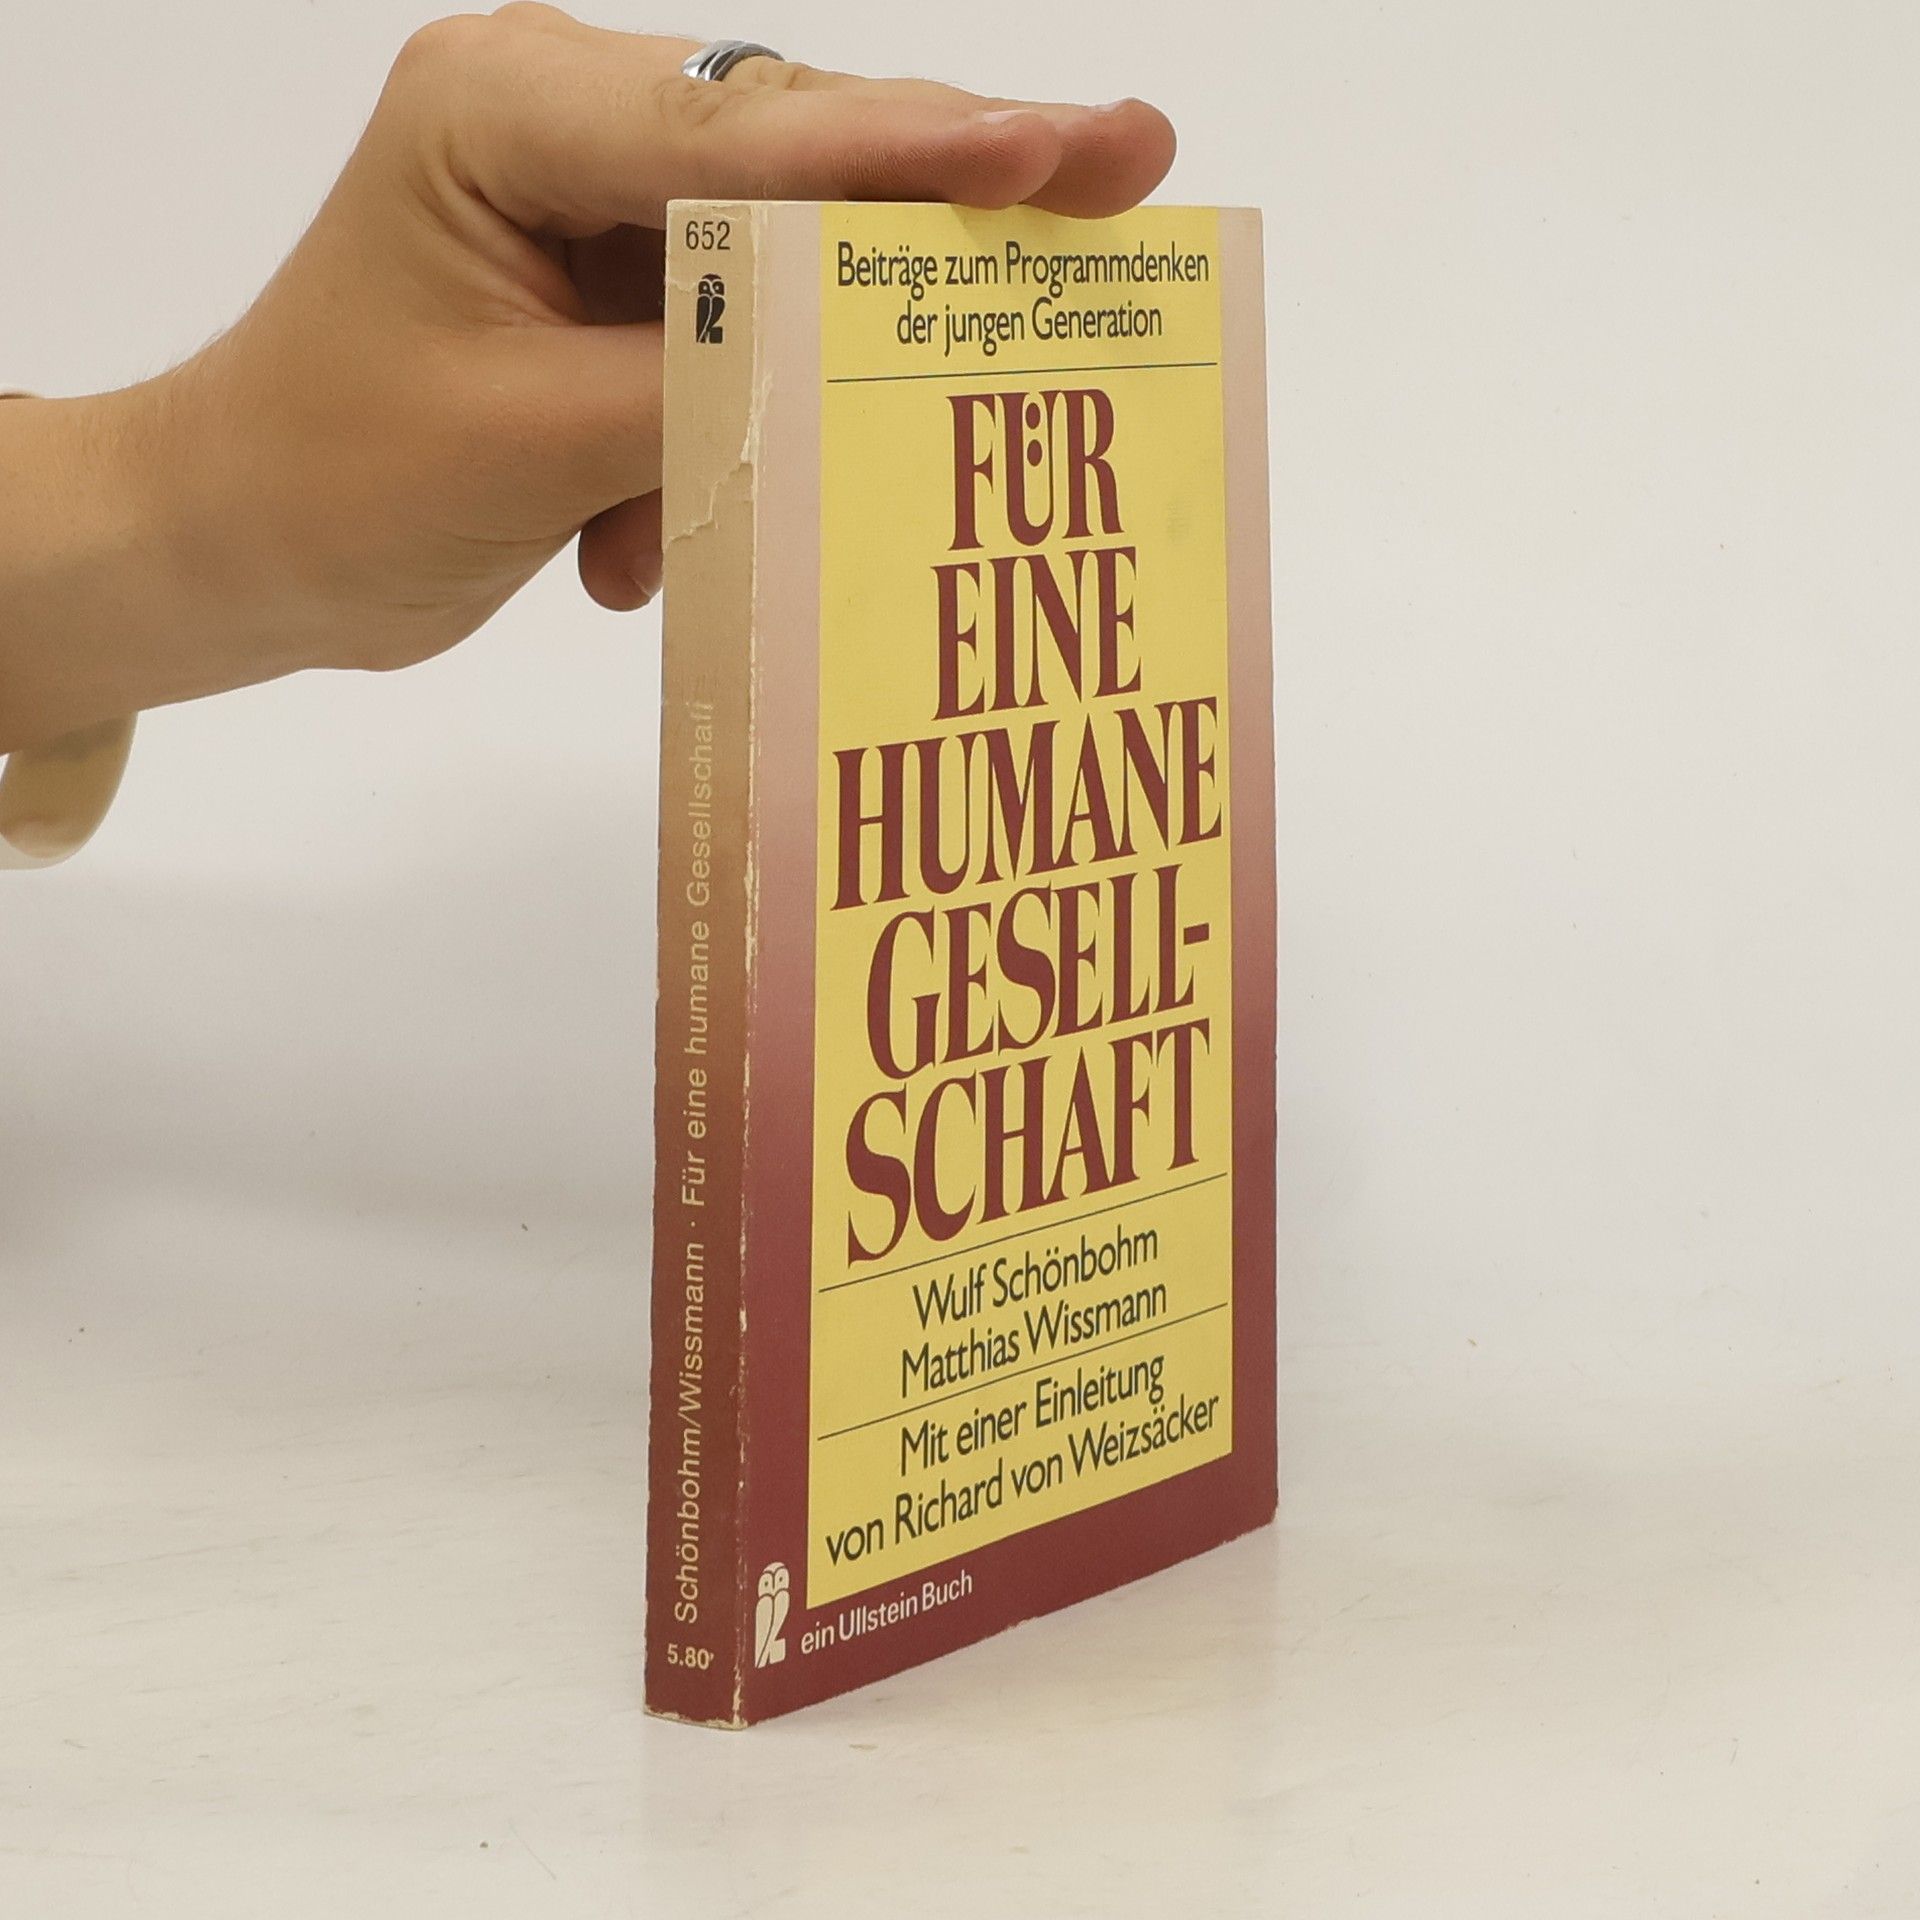 652
Schönbohm/Wissmann · Für eine humane Gesellschaft
5.80
Beiträge zum Programmdenken
der jungen Generation
FÜR
EINE
HUMANE
GESELL-
SCHAFT
Wulf Schönbohm
Matthias Wissmann
Mit einer Einleitung
von Richard von Weizsäcker
ein Ullstein Buch